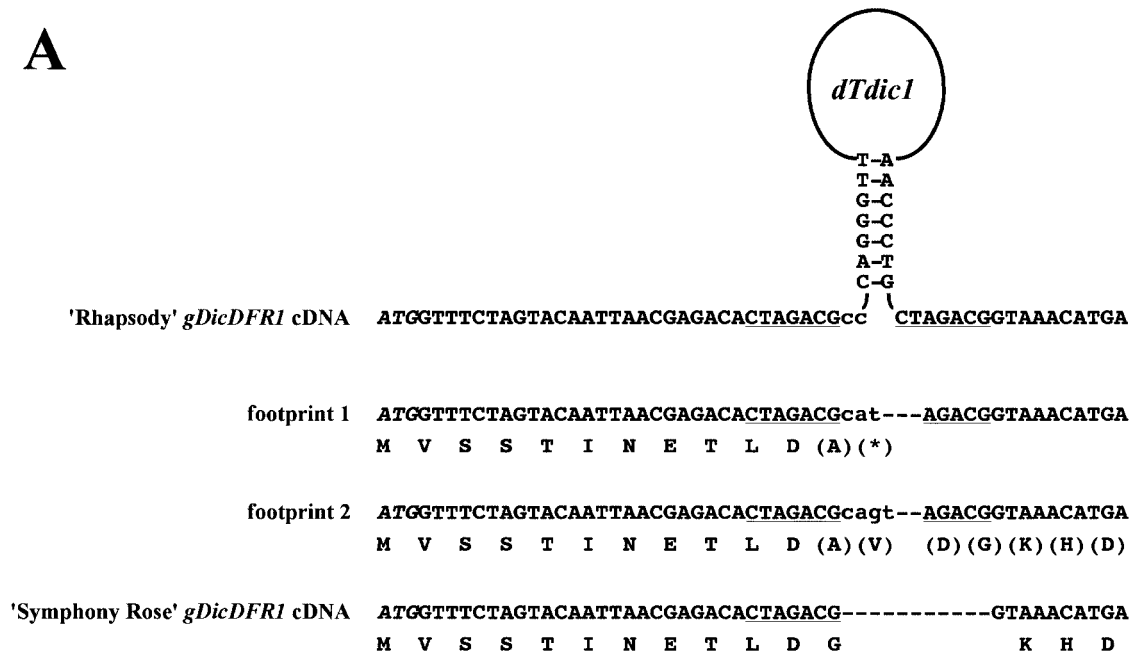 A
dTdic1
T-A
T-A
G-C
G-C
G-C
A-T
C-G
'Rhapsody' gDicDFR1 cDNA ATGGTTTCTAGTACAATTAACGAGACACTAGACGcc CTAGACGGTAAACATGA
footprint 1 ATGGTTTCTAGTACAATTAACGAGACACTAGACGcat---AGACGGTAAACATGA
M V S S T I N E T L D (A)(*)
footprint 2 ATGGTTTCTAGTACAATTAACGAGACACTAGACGcagt--AGACGGTAAACATGA
M V S S T I N E T L D (A)(V) (D)(G)(K)(H)(D)
'Symphony Rose' gDicDFR1 cDNA ATGGTTTCTAGTACAATTAACGAGACACTAGACG-----------GTAAACATGA
M V S S T I N E T L D G K H D